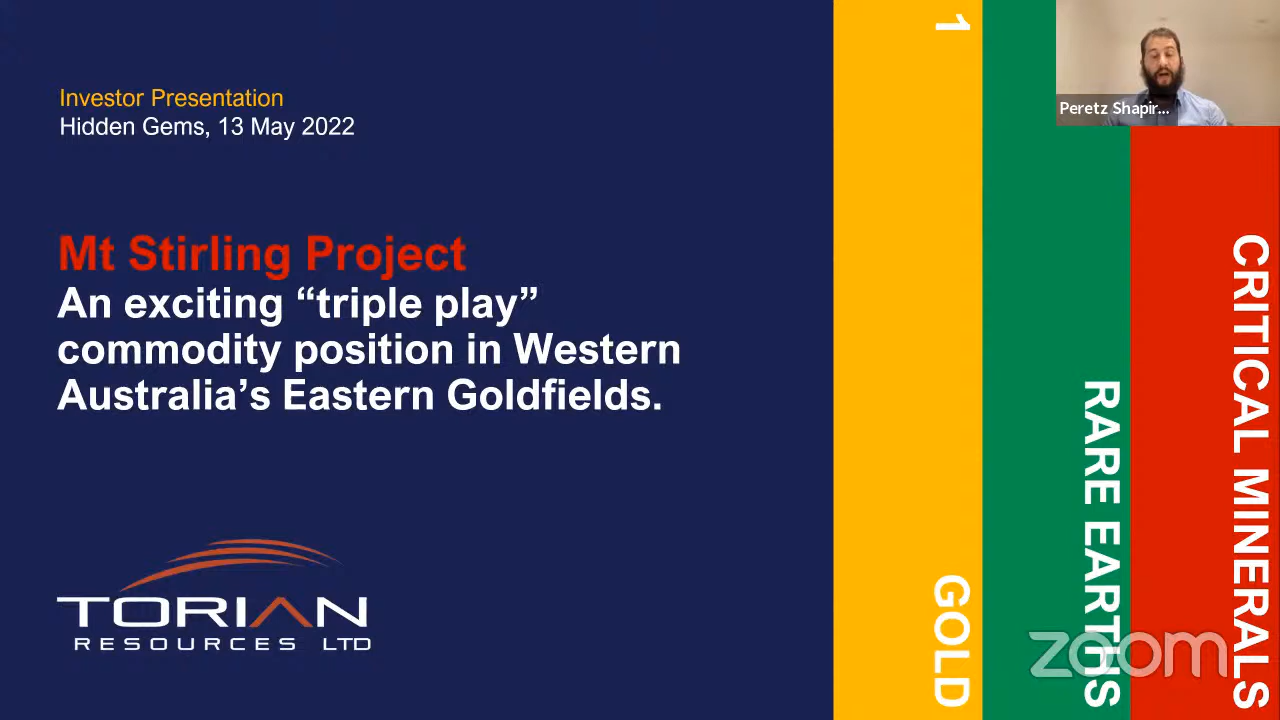 Investor Presentation
Hidden Gems, 13 May 2022
Mt Stirling Project
An exciting “triple play”
commodity position in Western
Australia’s Eastern Goldfields.
TORIAN
RESOURCES LTD
1
GOLD
RARE EARTHS
CRITICAL MINERALS
Peretz Shapir...
zoom